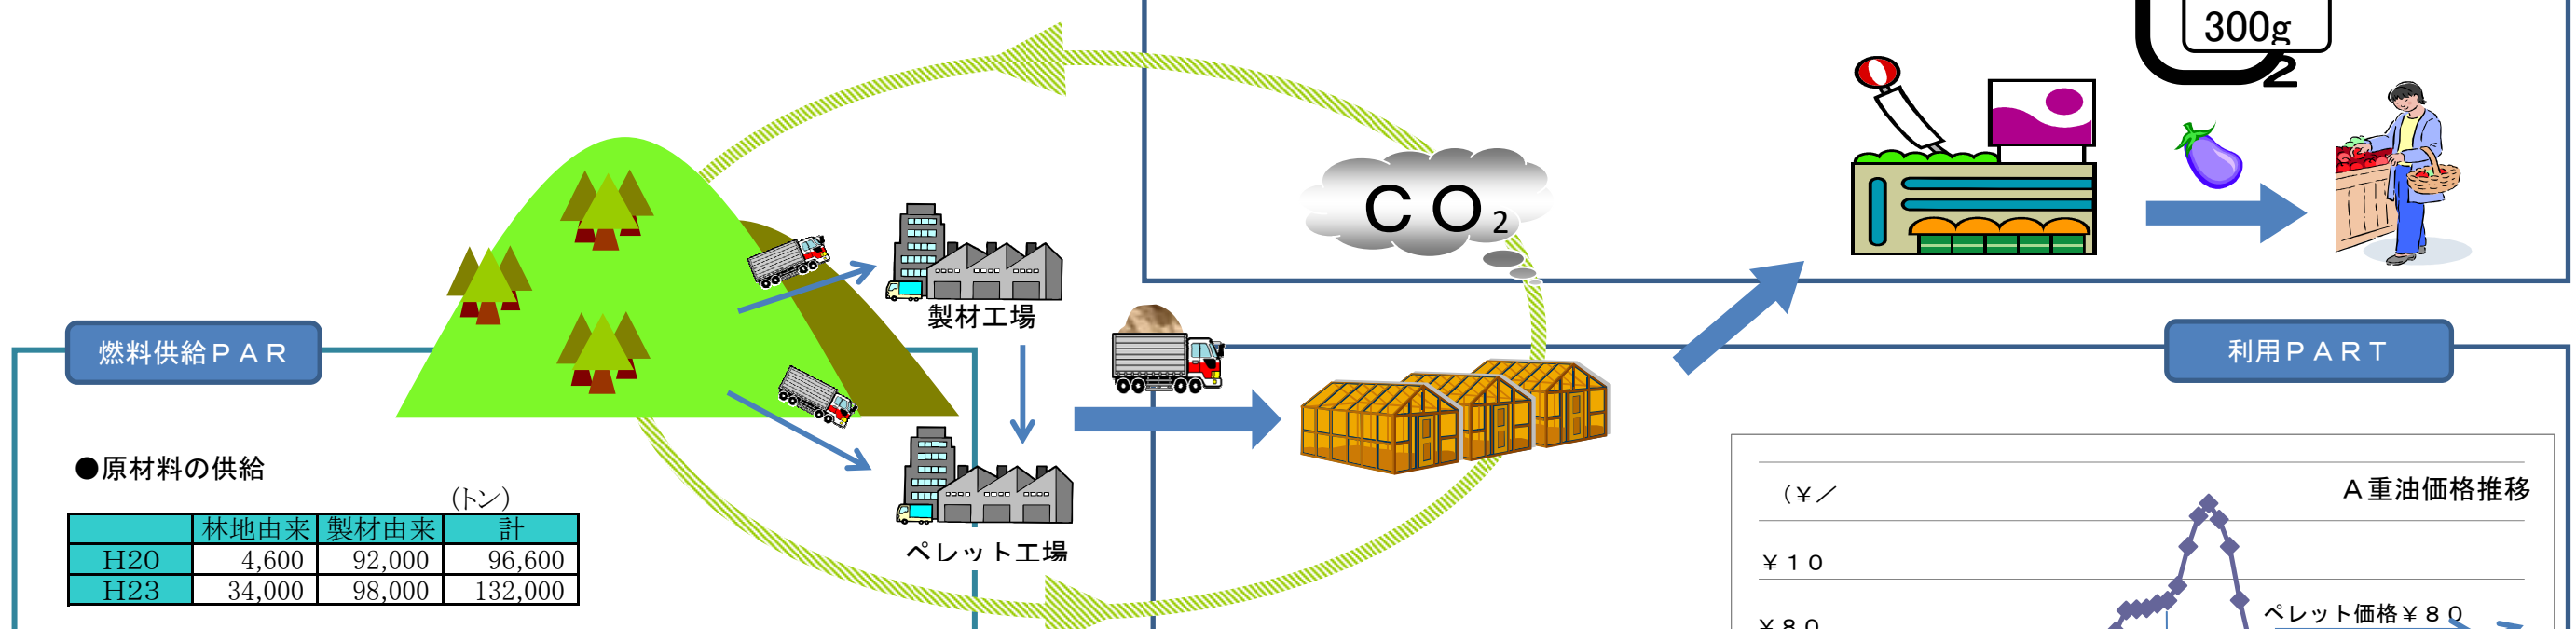 300g
2
ＣＯ2
製材工場
燃料供給ＰＡＲ
利用ＰＡＲＴ
●原材料の供給
(トン)
林地由来 製材由来 計
H20 4,600 92,000 96,600
H23 34,000 98,000 132,000
ペレット工場
Ａ重油価格推移
（￥／
￥１０
ペレット価格￥８０
￥８０